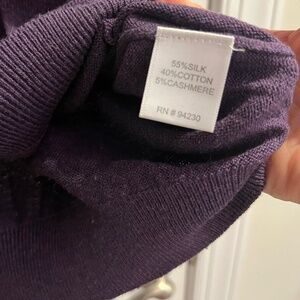 55%SILK
40%COTTON
5%CASHMERE
RN # 94230